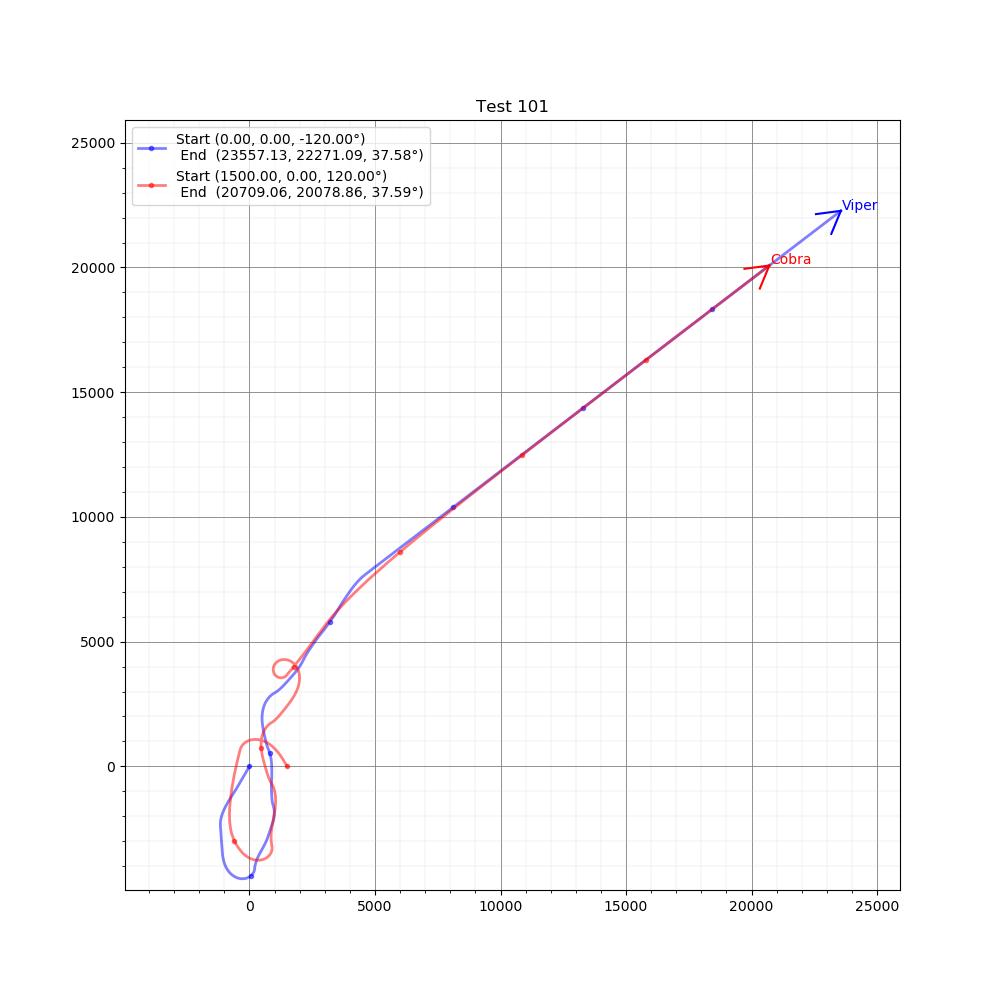 Test 101
Start (0.00, 0.00, -120.00°)
End (23557.13, 22271.09, 37.58°)
Start (1500.00, 0.00, 120.00°)
End (20709.06, 20078.86, 37.59°)
Viper
Cobra
25000
20000
15000
10000
5000
0
0 5000 10000 15000 20000 25000